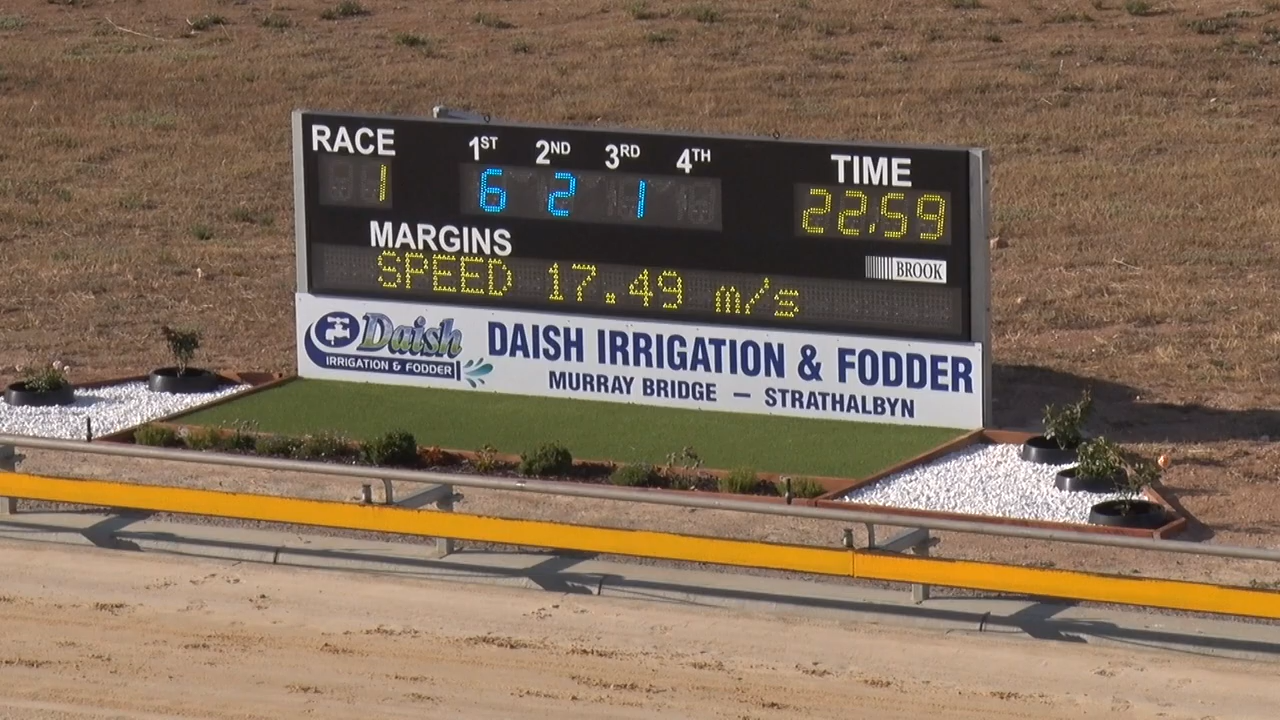 RACE 1ST 2ND 3RD 4TH TIME
1 6 2 1 22.59
MARGINS
BROOK
SPEED 17.49 m/s
Daish
IRRIGATION & FODDER
DAISH IRRIGATION & FODDER
MURRAY BRIDGE — STRATHALBYN